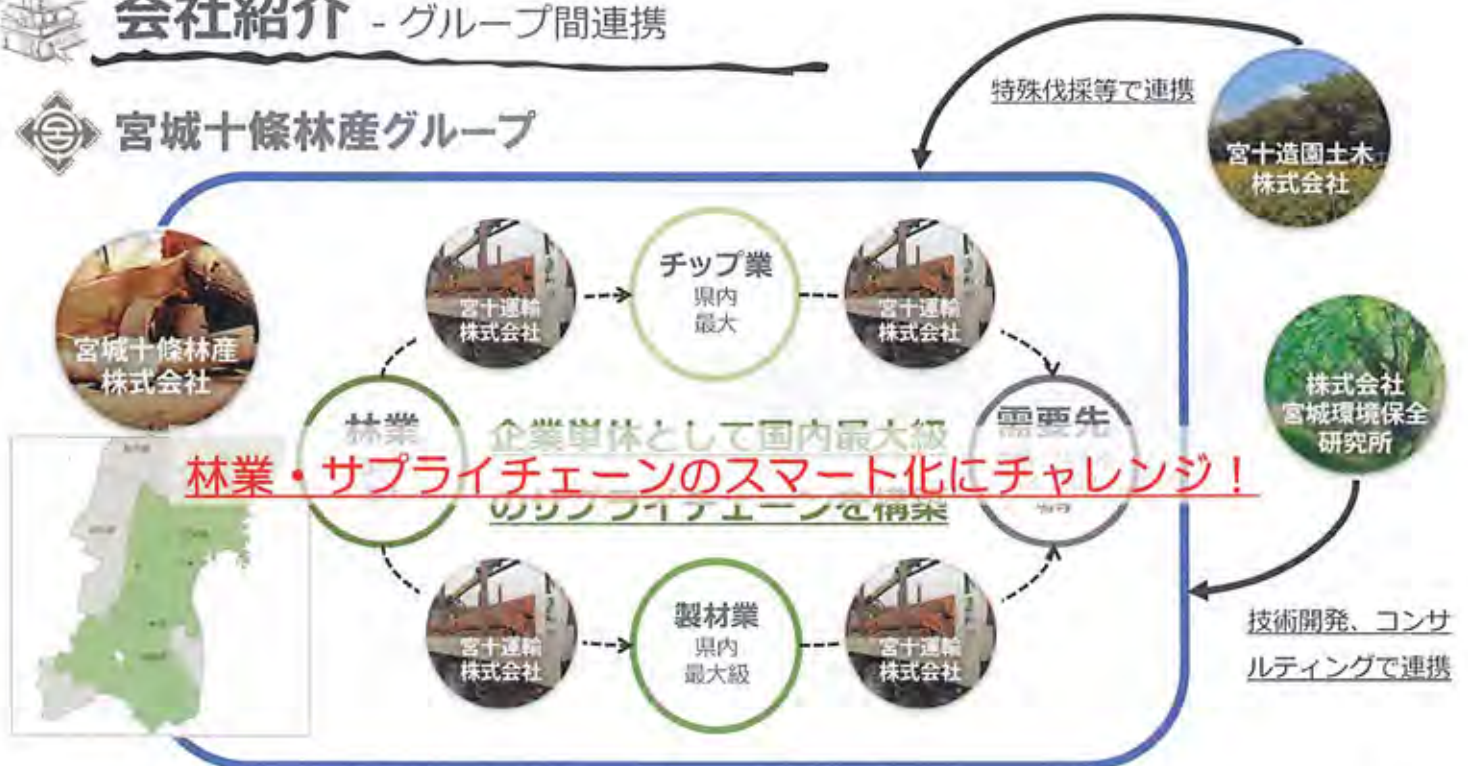 会社紹介 - グループ間連携
宮城十條林産グループ
特殊伐採等で連携
宮十造園土木
株式会社
宮城十條林産
株式会社
宮十運輸
株式会社
チップ業
県内
最大
宮十運輸
株式会社
林業
企業単体として国内最大級
のサプライチェーンを構築
需要先
林業・サプライチェーンのスマート化にチャレンジ！
株式会社
宮城環境保全
研究所
宮十運輸
株式会社
製材業
県内
最大級
宮十運輸
株式会社
技術開発、コンサ
ルティングで連携